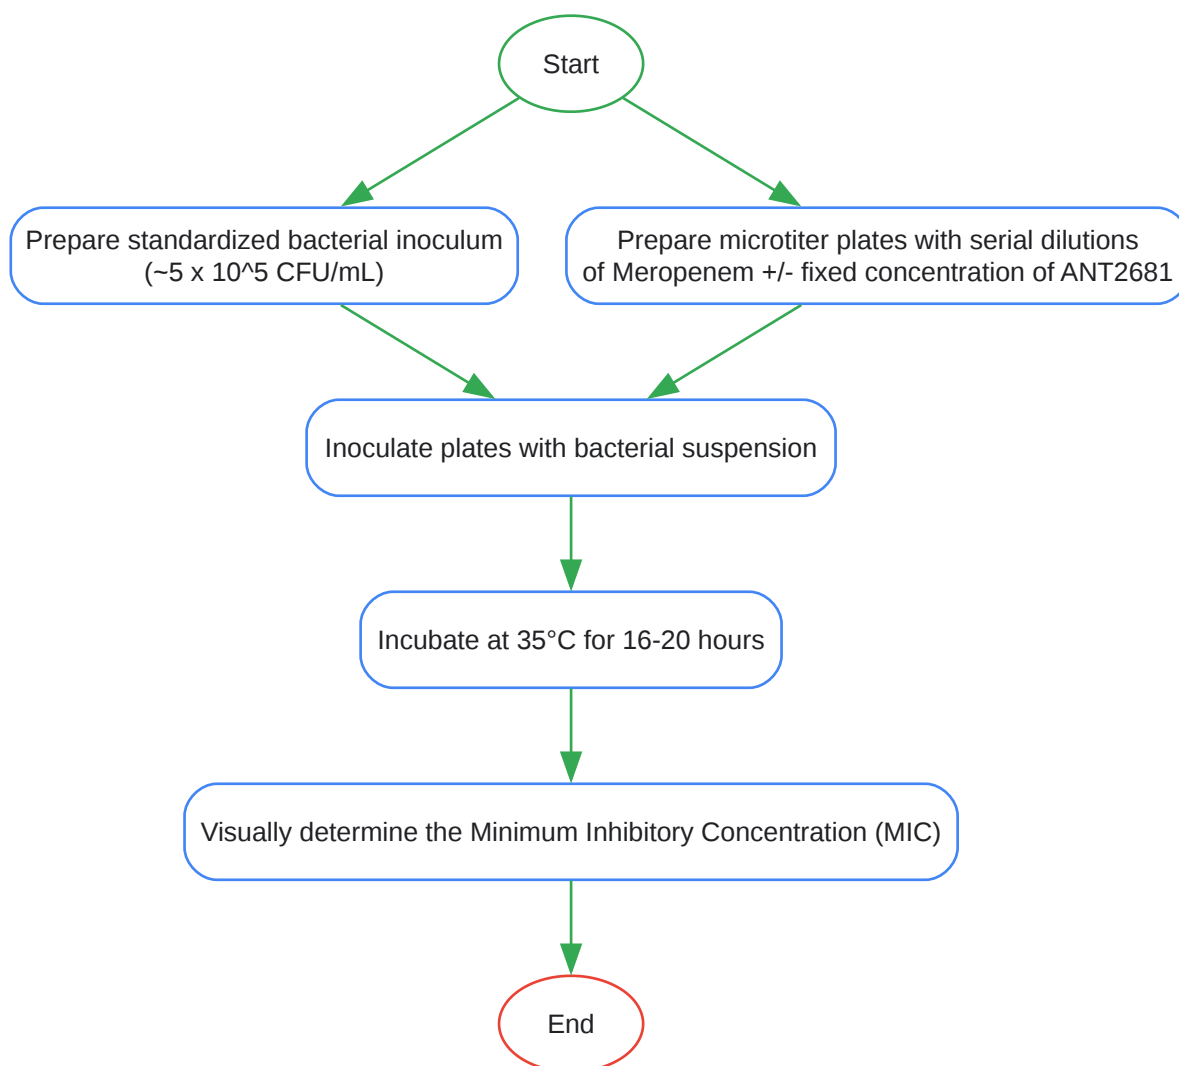 Start
Prepare standardized bacterial inoculum
(~5 x 10^5 CFU/mL)
Prepare microtiter plates with serial dilutions
of Meropenem +/- fixed concentration of ANT2681
Inoculate plates with bacterial suspension
Incubate at 35°C for 16-20 hours
Visually determine the Minimum Inhibitory Concentration (MIC)
End